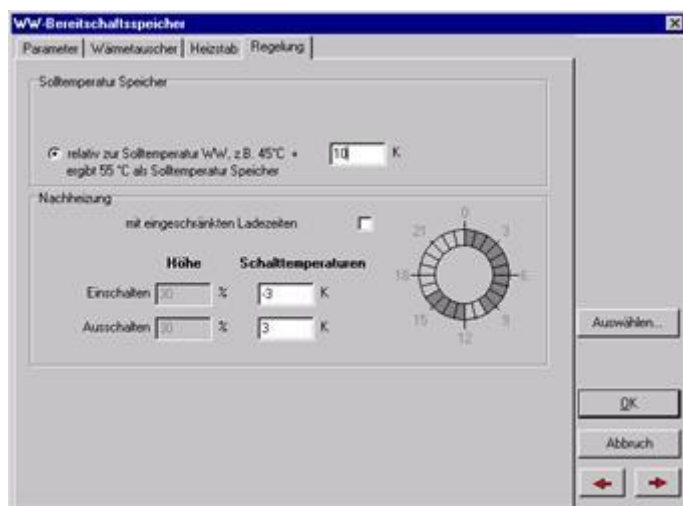 WW-Bereitschaftsspeicher
Parameter Wärmetauscher Heizstab Regelung
Solltemperatur Speicher
relativ zur Solltemperatur WW, z.B. 45°C + 10 K
ergibt 55 °C als Solltemperatur Speicher
Nachheizung
mit eingeschränkten Ladezeiten
Höhe Schalttemperaturen
Einschalten 30 % -3 K
Ausschalten 30 % 3 K
0
21 3
18 6
15 9
12
Auswählen...
OK
Abbruch